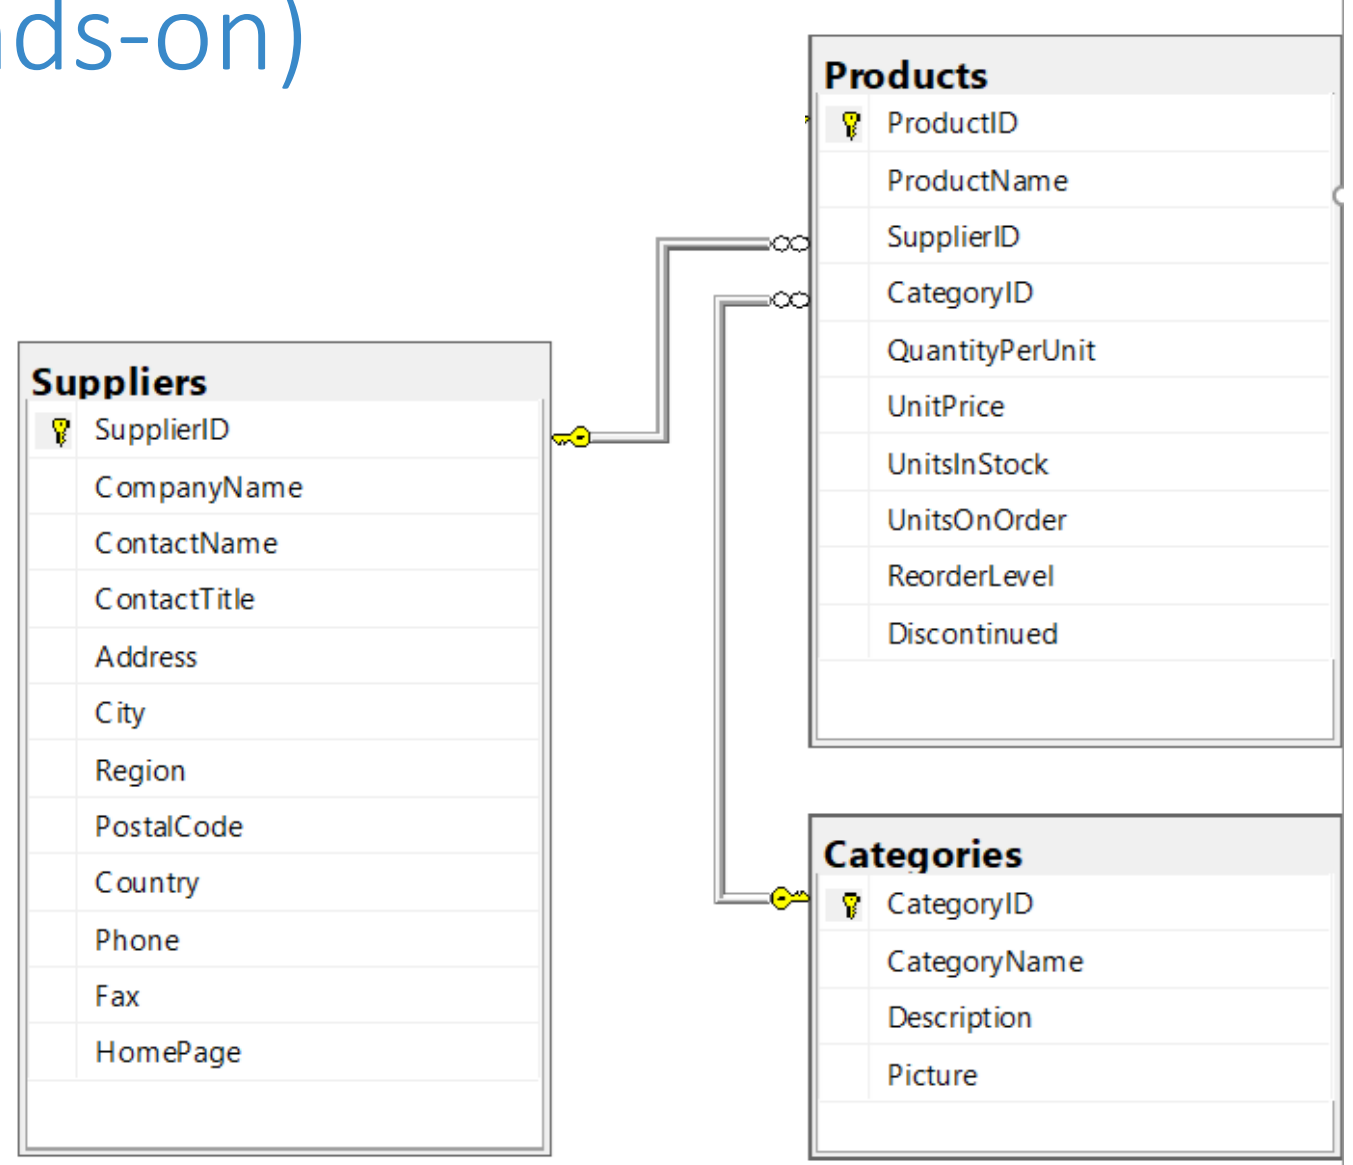 ds-on)
Products
ProductID
ProductName
SupplierID
CategoryID
QuantityPerUnit
UnitPrice
UnitsInStock
UnitsOnOrder
ReorderLevel
Discontinued
Suppliers
SupplierID
CompanyName
ContactName
ContactTitle
Address
City
Region
PostalCode
Country
Phone
Fax
HomePage
Categories
CategoryID
CategoryName
Description
Picture